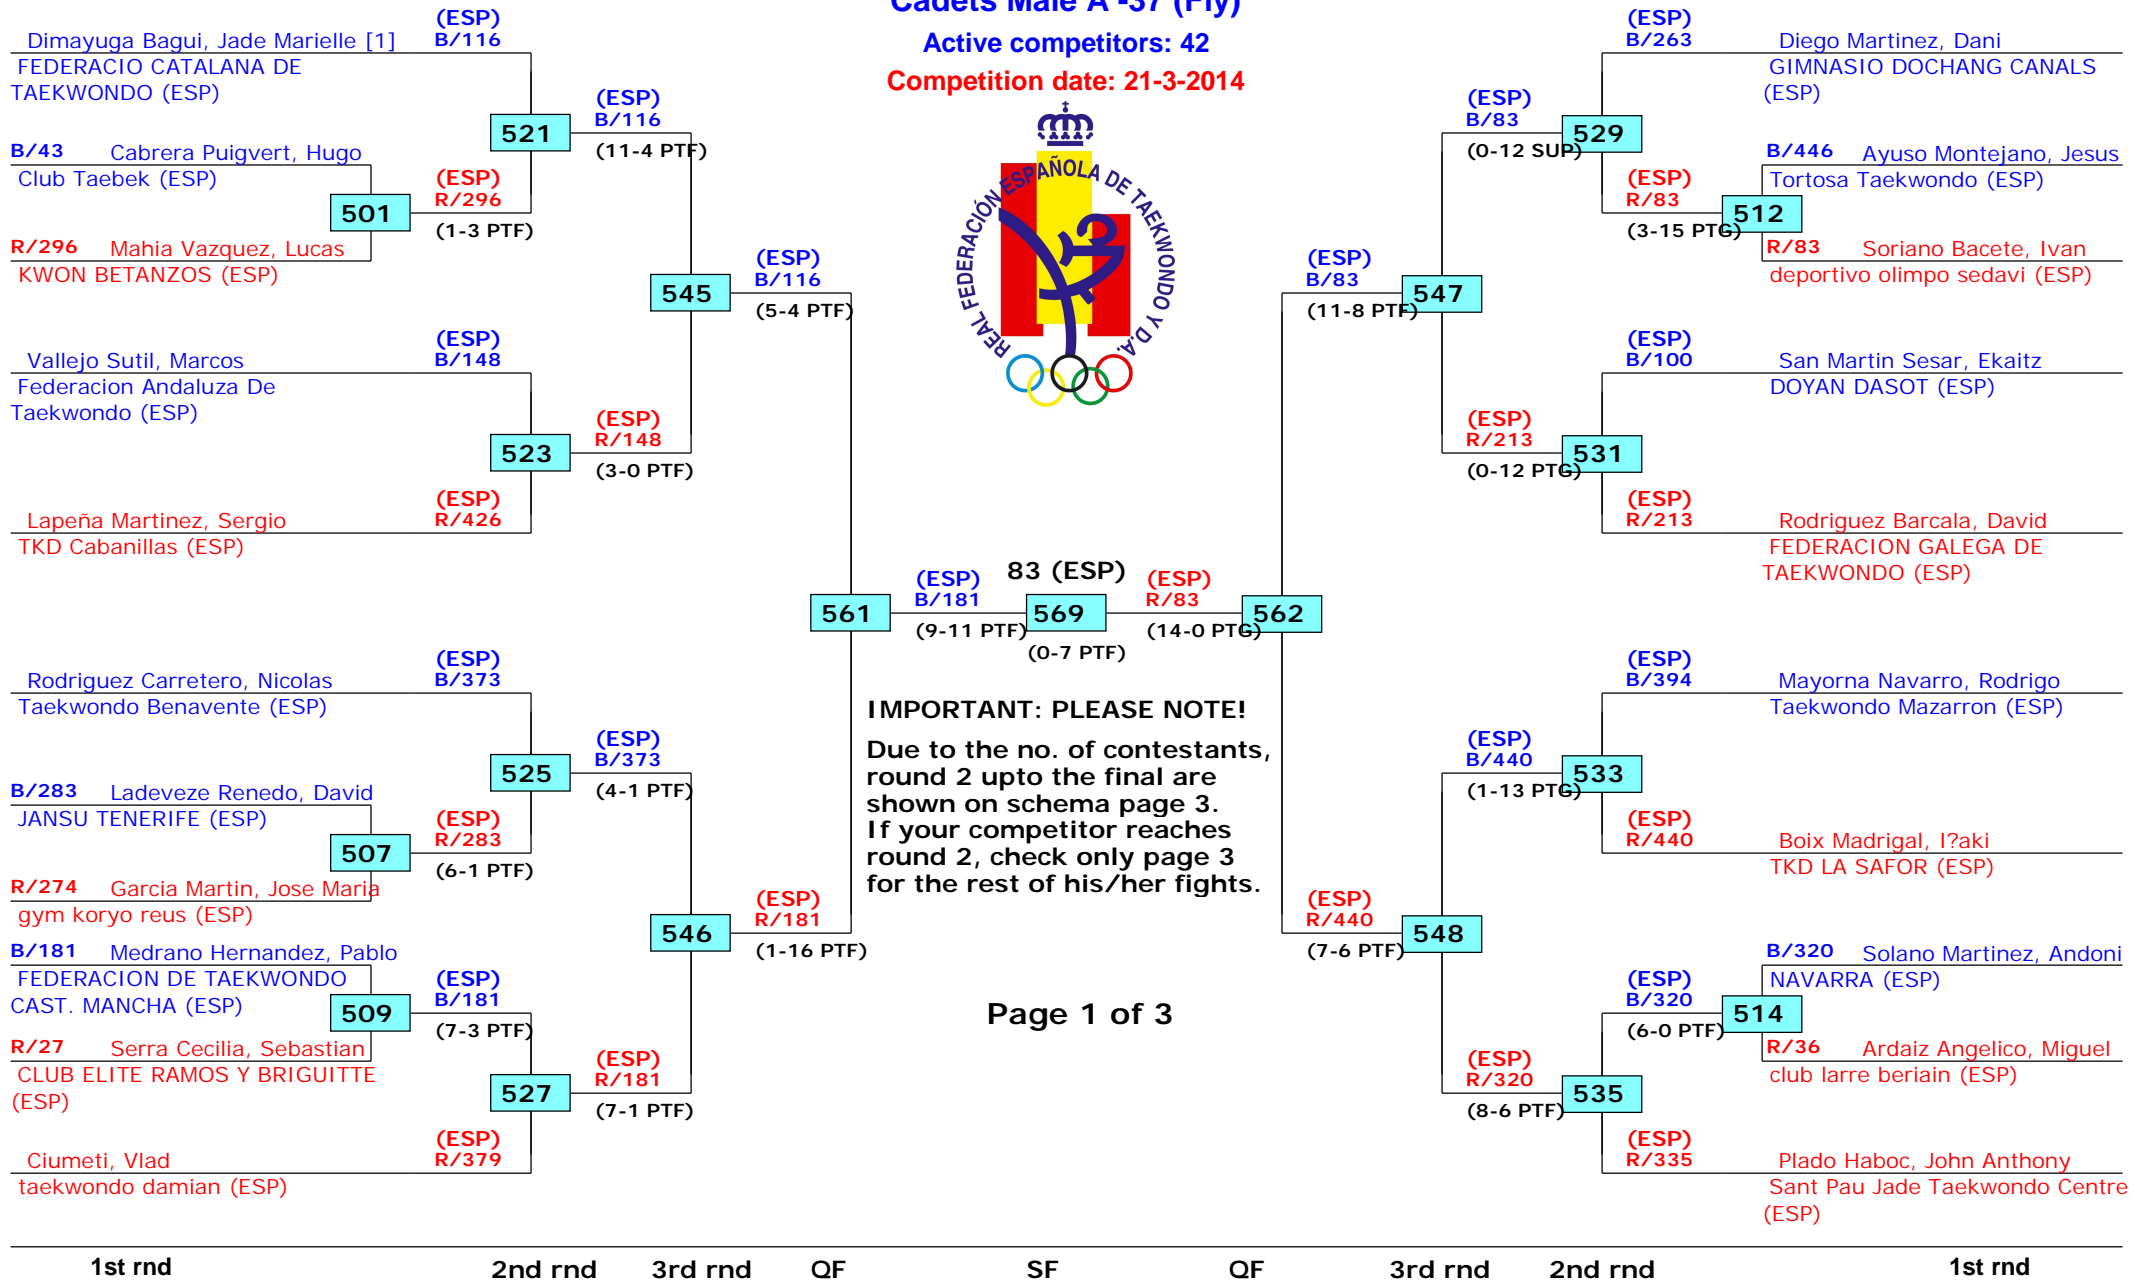 Cadets Male A -37 (Fly)
Active competitors: 42
Competition date: 21-3-2014
REAL FEDERACIÓN ESPAÑOLA DE TAEKWONDO Y D.A.
(ESP)
Dimayuga Bagui, Jade Marielle [1] B/116
FEDERACIO CATALANA DE
TAEKWONDO (ESP)
B/43 Cabrera Puigvert, Hugo
Club Taebek (ESP)
501
(ESP)
R/296
(1-3 PTF)
R/296 Mahia Vazquez, Lucas
KWON BETANZOS (ESP)
521
(ESP)
B/116
(11-4 PTF)
545
(ESP)
B/116
(5-4 PTF)
(ESP)
Vallejo Sutil, Marcos B/148
Federacion Andaluza De
Taekwondo (ESP)
523
(ESP)
R/148
(3-0 PTF)
(ESP)
Lapeña Martinez, Sergio R/426
TKD Cabanillas (ESP)
561
(ESP)
B/181
(9-11 PTF)
83 (ESP)
569
(0-7 PTF)
(ESP)
R/83
(14-0 PTG)
562
(ESP)
Rodriguez Carretero, Nicolas B/373
Taekwondo Benavente (ESP)
525
(ESP)
B/373
(4-1 PTF)
B/283 Ladeveze Renedo, David
JANSU TENERIFE (ESP)
507
(ESP)
R/283
(6-1 PTF)
R/274 Garcia Martin, Jose Maria
gym koryo reus (ESP)
546
(ESP)
R/181
(1-16 PTF)
B/181 Medrano Hernandez, Pablo
FEDERACION DE TAEKWONDO
CAST. MANCHA (ESP)
509
(ESP)
B/181
(7-3 PTF)
R/27 Serra Cecilia, Sebastian
CLUB ELITE RAMOS Y BRIGUITTE
(ESP)
527
(ESP)
R/181
(7-1 PTF)
(ESP)
Ciumeti, Vlad R/379
taekwondo damian (ESP)
IMPORTANT: PLEASE NOTE!
Due to the no. of contestants,
round 2 upto the final are
shown on schema page 3.
If your competitor reaches
round 2, check only page 3
for the rest of his/her fights.
Page 1 of 3
(ESP)
B/263 Diego Martinez, Dani
GIMNASIO DOCHANG CANALS
(ESP)
(ESP)
B/83
(0-12 SUP)
529
B/446 Ayuso Montejano, Jesus
Tortosa Taekwondo (ESP)
(ESP)
R/83
(3-15 PTG)
512
R/83 Soriano Bacete, Ivan
deportivo olimpo sedavi (ESP)
(ESP)
B/83
(11-8 PTF)
547
(ESP)
B/100 San Martin Sesar, Ekaitz
DOYAN DASOT (ESP)
(ESP)
R/213
(0-12 PTG)
531
(ESP)
R/213 Rodriguez Barcala, David
FEDERACION GALEGA DE
TAEKWONDO (ESP)
(ESP)
B/394 Mayorna Navarro, Rodrigo
Taekwondo Mazarron (ESP)
(ESP)
B/440
(1-13 PTG)
533
(ESP)
R/440 Boix Madrigal, I?aki
TKD LA SAFOR (ESP)
(ESP)
R/440
(7-6 PTF)
548
B/320 Solano Martinez, Andoni
NAVARRA (ESP)
(ESP)
B/320
(6-0 PTF)
514
R/36 Ardaiz Angelico, Miguel
club larre beriain (ESP)
(ESP)
R/320
(8-6 PTF)
535
(ESP)
R/335 Plado Haboc, John Anthony
Sant Pau Jade Taekwondo Centre
(ESP)
1st rnd 2nd rnd 3rd rnd QF SF QF 3rd rnd 2nd rnd 1st rnd